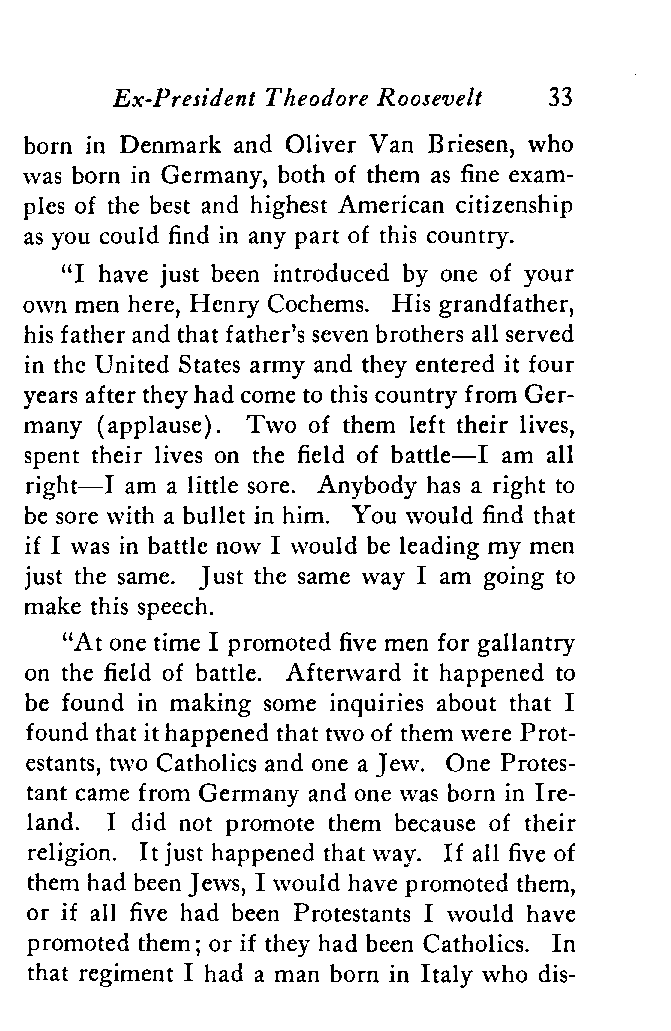 Ex-President Theodore Roosevelt 33
born in Denmark and Oliver Van Briesen, who
was born in Germany, both of them as fine exam-
ples of the best and highest American citizenship
as you could find in any part of this country.
“I have just been introduced by one of your
own men here, Henry Cochems. His grandfather,
his father and that father’s seven brothers all served
in the United States army and they entered it four
years after they had come to this country from Ger-
many (applause). Two of them left their lives,
spent their lives on the field of battle—I am all
right—I am a little sore. Anybody has a right to
be sore with a bullet in him. You would find that
if I was in battle now I would be leading my men
just the same. Just the same way I am going to
make this speech.
“At one time I promoted five men for gallantry
on the field of battle. Afterward it happened to
be found in making some inquiries about that I
found that it happened that two of them were Prot-
estants, two Catholics and one a Jew. One Protes-
tant came from Germany and one was born in Ire-
land. I did not promote them because of their
religion. It just happened that way. If all five of
them had been Jews, I would have promoted them,
or if all five had been Protestants I would have
promoted them; or if they had been Catholics. In
that regiment I had a man born in Italy who dis-